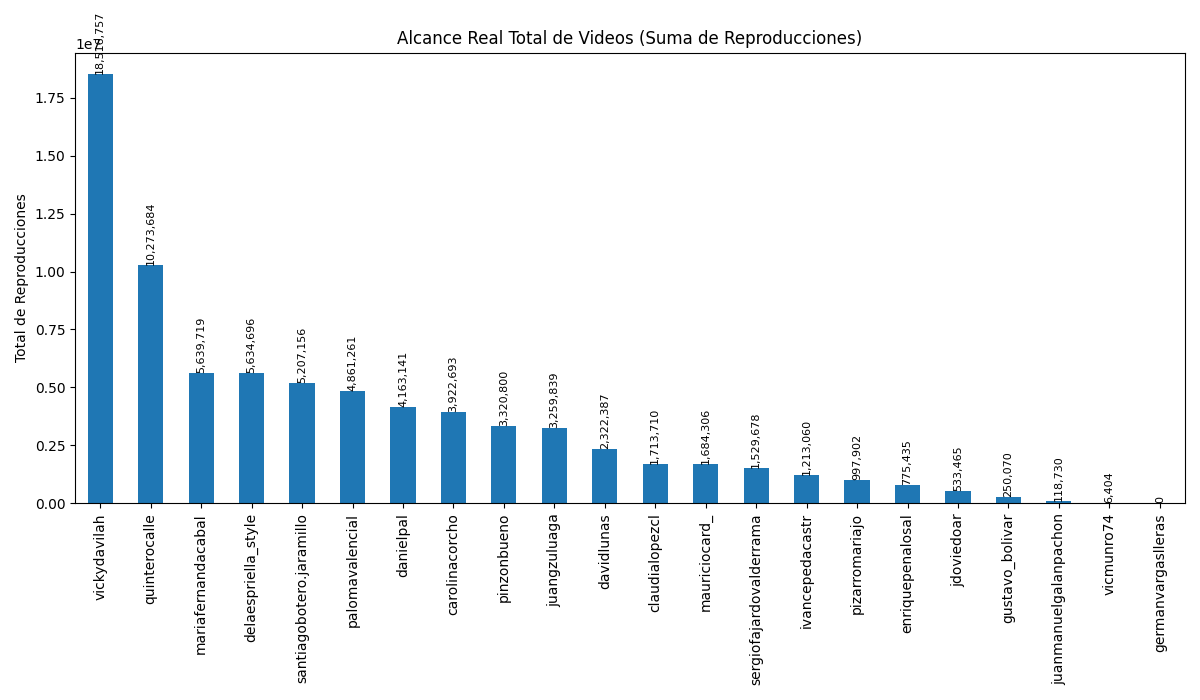 Alcance Real Total de Videos (Suma de Reproducciones)
Total de Reproducciones
1.75
1.50
1.25
1.00
0.75
0.50
0.25
0.00
10,273,684
5,639,719
5,634,696
5,207,156
4,861,261
4,163,141
3,922,693
3,320,800
3,259,839
2,322,387
1,713,710
1,684,306
1,529,678
1,213,060
997,902
775,435
533,465
250,070
118,730
6,404
0
vickydavilah
quinterocalle
mariafernandacabal
delaespriella_style
santiagobotero.jaramillo
palomavalencial
danielpal
carolinacorcho
pinzonbueno
juangzuluaga
davidlunas
claudialopezcl
mauriciocard_
sergiofajardovalderrama
ivancepedacastr
pizarromariajo
enriquepenalosal
jdoviedoar
gustavo_bolivar
juanmanuelgalanpachon
vicmunro74
germanvargaslleras